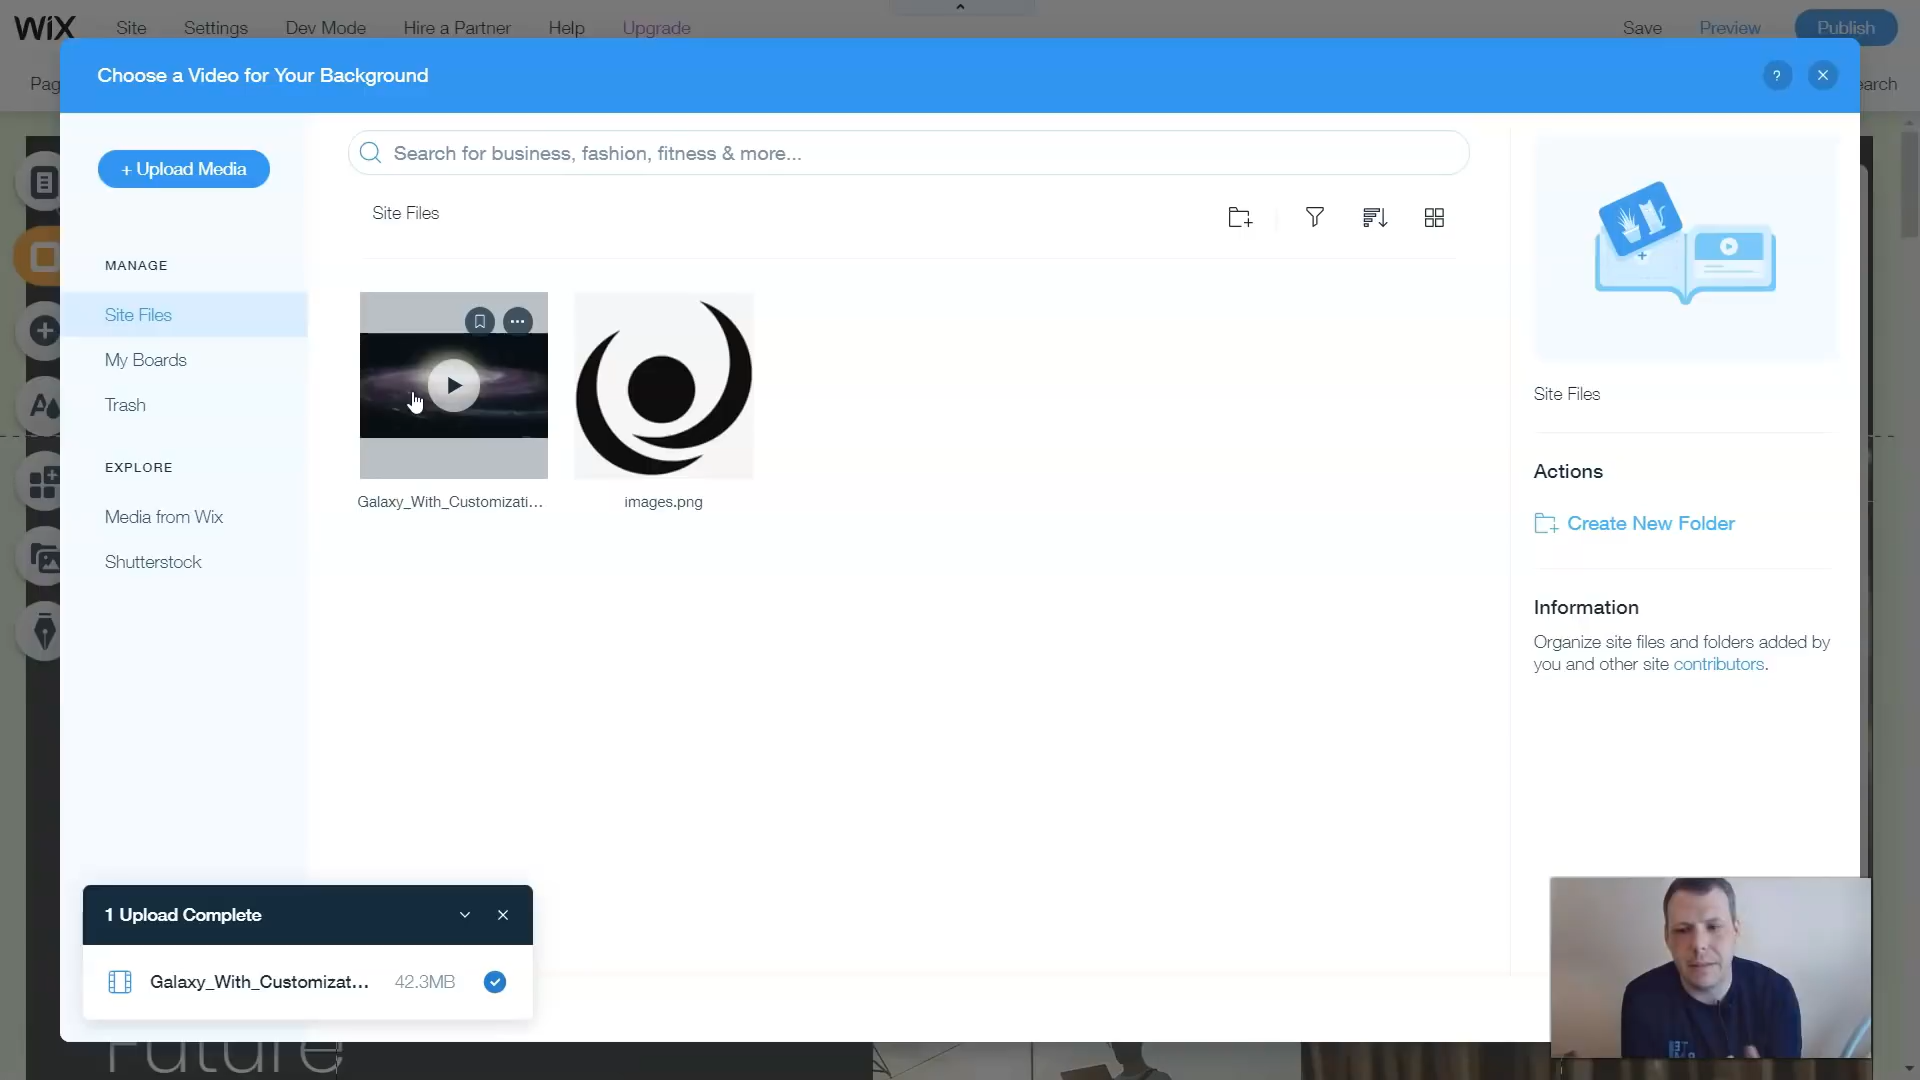 WiX
Site
Settings
Dev Mode
Hire a Partner
Help
Upgrade
Save
Preview
Publish
Pag
earch
Choose a Video for Your Background
?
+ Upload Media
Search for business, fashion, fitness & more...
Site Files
MANAGE
Site Files
My Boards
Trash
EXPLORE
Media from Wix
Shutterstock
Galaxy_With_Customizati...
images.png
Site Files
Actions
Create New Folder
Information
Organize site files and folders added by
you and other site contributors.
1 Upload Complete
Galaxy_With_Customizat...
42.3MB
Future